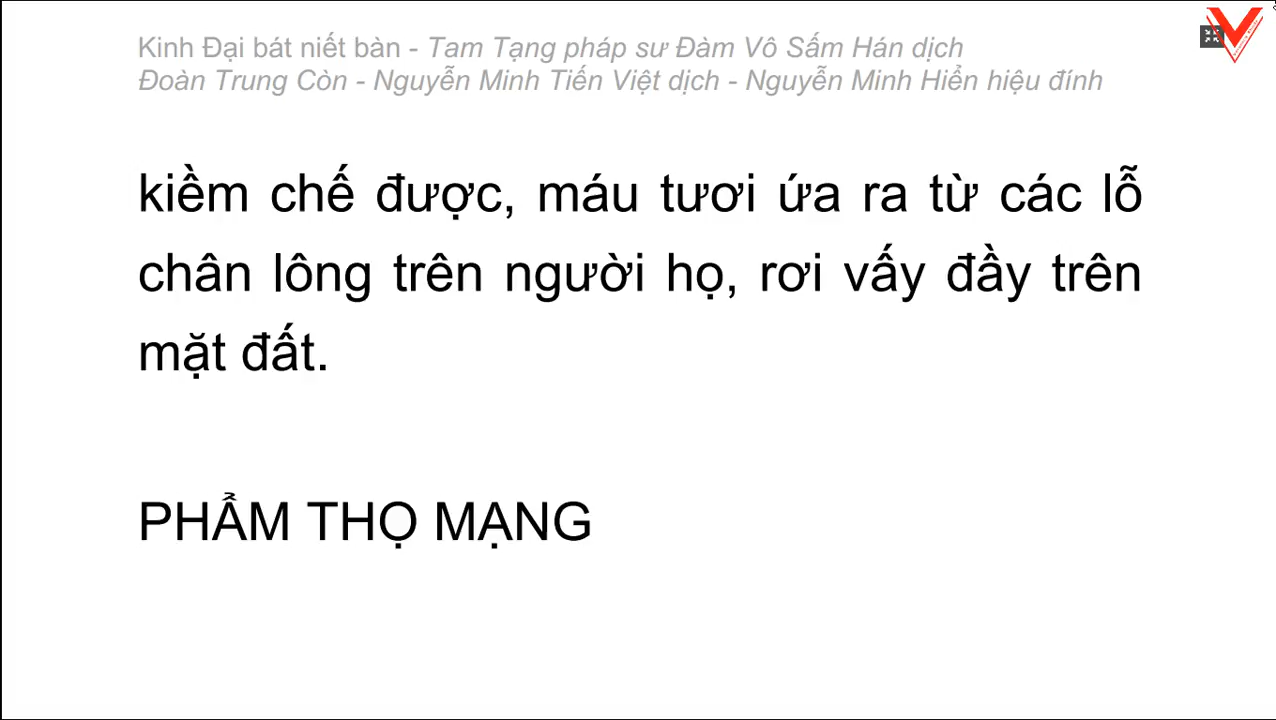 Kinh Đại bát niết bàn - Tam Tạng pháp sư Đàm Vô Sấm Hán dịch
Đoàn Trung Còn - Nguyễn Minh Tiến Việt dịch - Nguyễn Minh Hiển hiệu đính
kiềm chế được, máu tươi ứa ra từ các lỗ
chân lông trên người họ, rơi vấy đầy trên
mặt đất.
PHẨM THỌ MẠNG